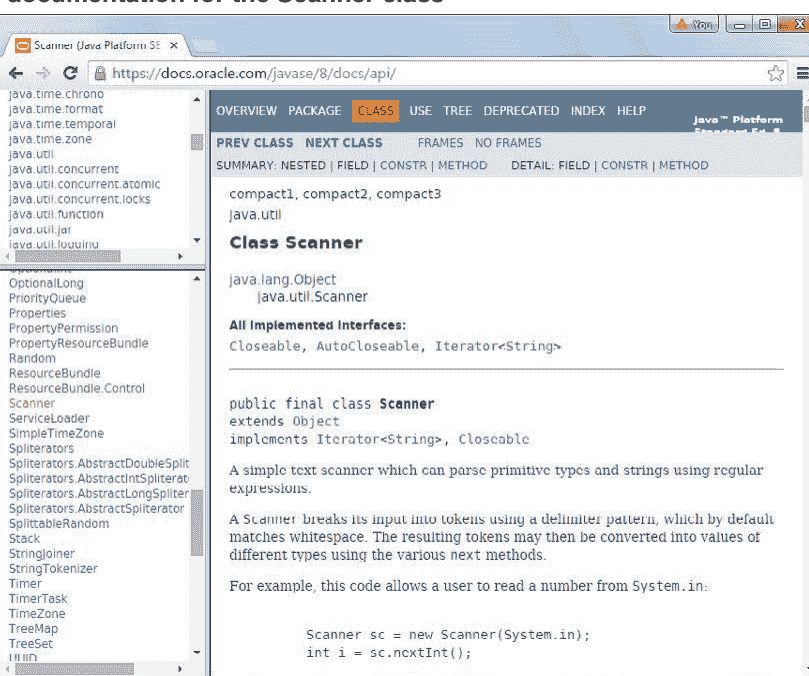 documentation for the Scanner class
You
Scanner (Java Platform SE
https://docs.oracle.com/javase/8/docs/api/
java.time.chrono
java.time.format
java.time.temporal
java.time.zone
java.util
java.util.concurrent
java.util.concurrent.atomic
java.util.concurrent.locks
java.util.function
java.util.jar
java.util.logging
OptionalInt
OptionalLong
PriorityQueue
Properties
PropertyPermission
PropertyResourceBundle
Random
ResourceBundle
ResourceBundle.Control
Scanner
ServiceLoader
SimpleTimeZone
Spliterators
Spliterators.AbstractDoubleSplit
Spliterators.AbstractIntSpliterat
Spliterators.AbstractLongSpliter
Spliterators.AbstractSpliterator
SplittableRandom
Stack
StringJoiner
StringTokenizer
Timer
TimerTask
TimeZone
TreeMap
TreeSet
UUID
OVERVIEW PACKAGE CLASS USE TREE DEPRECATED INDEX HELP
Java™ Platform
Standard Ed. 8
PREV CLASS NEXT CLASS FRAMES NO FRAMES
SUMMARY: NESTED | FIELD | CONSTR | METHOD DETAIL: FIELD | CONSTR | METHOD
compact1, compact2, compact3
java.util
Class Scanner
java.lang.Object
java.util.Scanner
All Implemented Interfaces:
Closeable, AutoCloseable, Iterator<String>
public final class Scanner
extends Object
implements Iterator<String>, Closeable
A simple text scanner which can parse primitive types and strings using regular
expressions.
A Scanner breaks its input into tokens using a delimiter pattern, which by default
matches whitespace. The resulting tokens may then be converted into values of
different types using the various next methods.
For example, this code allows a user to read a number from System.in:
Scanner sc = new Scanner(System.in);
int i = sc.nextInt();